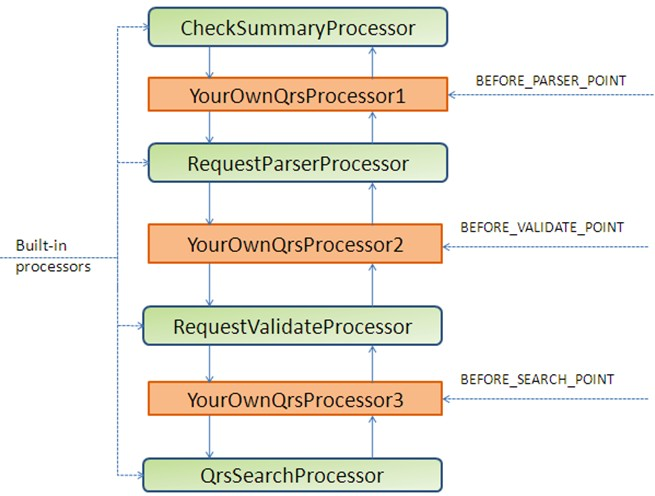 CheckSummaryProcessor
YourOwnQrsProcessor1
BEFORE_PARSER_POINT
RequestParserProcessor
YourOwnQrsProcessor2
BEFORE_VALIDATE_POINT
Built-in
processors
RequestValidateProcessor
YourOwnQrsProcessor3
BEFORE_SEARCH_POINT
QrsSearchProcessor